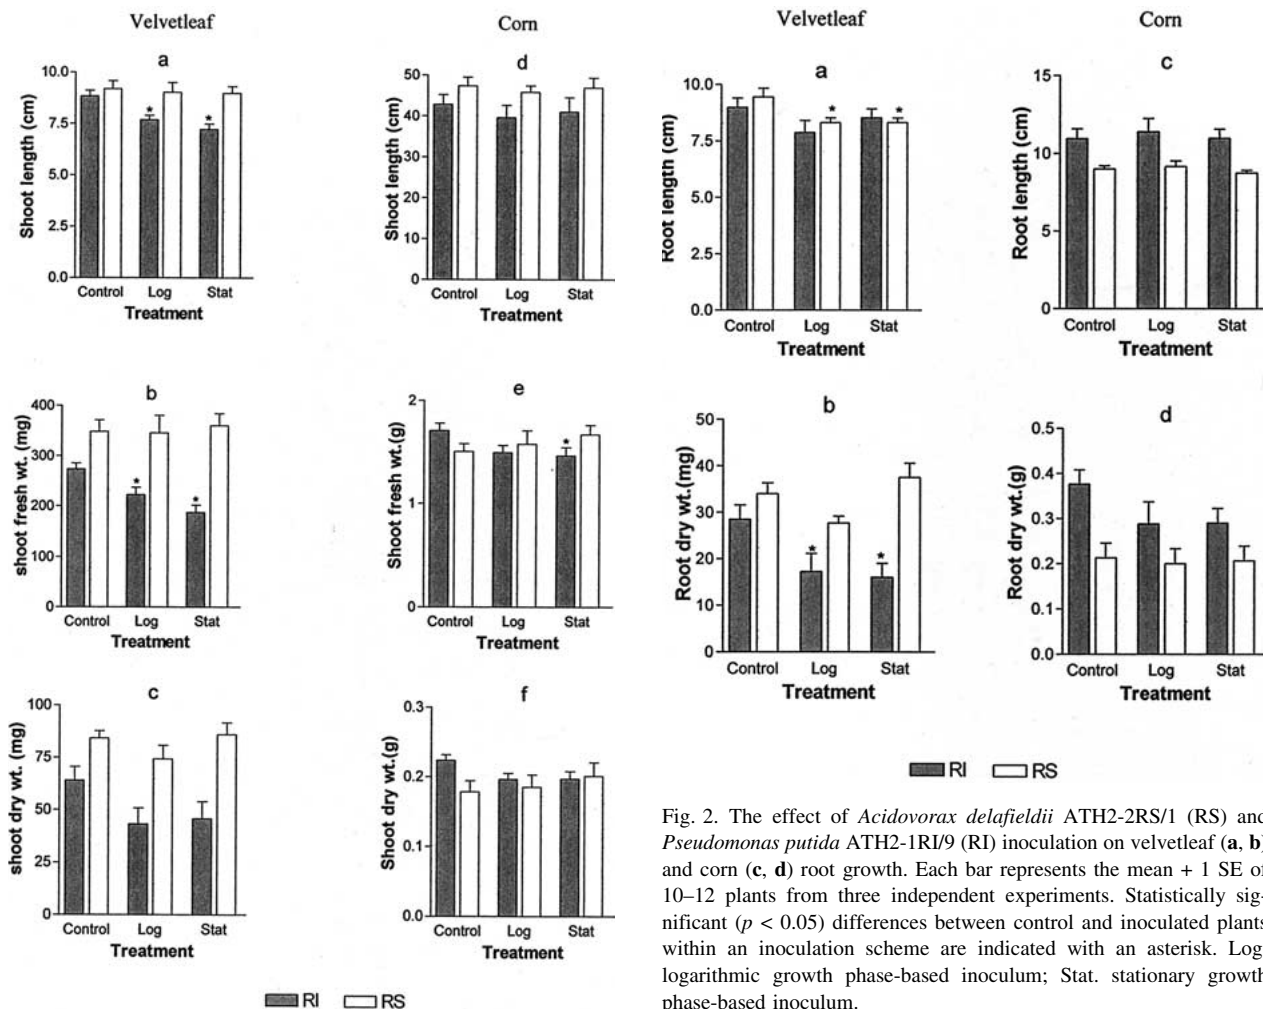 Velvetleaf
Corn
a
Shoot length (cm)
10.0
7.5
5.0
2.5
0.0
*
*
Control Log Stat
Treatment
d
Shoot length (cm)
50
40
30
20
10
0
Control Log Stat
Treatment
b
shoot fresh wt. (mg)
400
300
200
100
0
*
*
Control Log Stat
Treatment
e
Shoot fresh wt.(g)
2
1
0
*
Control Log Stat
Treatment
c
shoot dry wt. (mg)
100
75
50
25
0
Control Log Stat
Treatment
f
Shoot dry wt.(g)
0.3
0.2
0.1
0.0
Control Log Stat
Treatment
RI RS
Velvetleaf
Corn
a
Root length (cm)
10.0
7.5
5.0
2.5
0.0
*
*
Control Log Stat
Treatment
c
Root length (cm)
15
10
5
0
Control Log Stat
Treatment
b
Root dry wt.(mg)
50
40
30
20
10
0
*
*
Control Log Stat
Treatment
d
Root dry wt.(g)
0.5
0.4
0.3
0.2
0.1
0.0
Control Log Stat
Treatment
RI RS
Fig. 2. The effect of Acidovorax delafieldii ATH2-2RS/1 (RS) and
Pseudomonas putida ATH2-1RI/9 (RI) inoculation on velvetleaf (a, b)
and corn (c, d) root growth. Each bar represents the mean + 1 SE of
10–12 plants from three independent experiments. Statistically sig-
nificant (p < 0.05) differences between control and inoculated plants
within an inoculation scheme are indicated with an asterisk. Log.
logarithmic growth phase-based inoculum; Stat. stationary growth
phase-based inoculum.